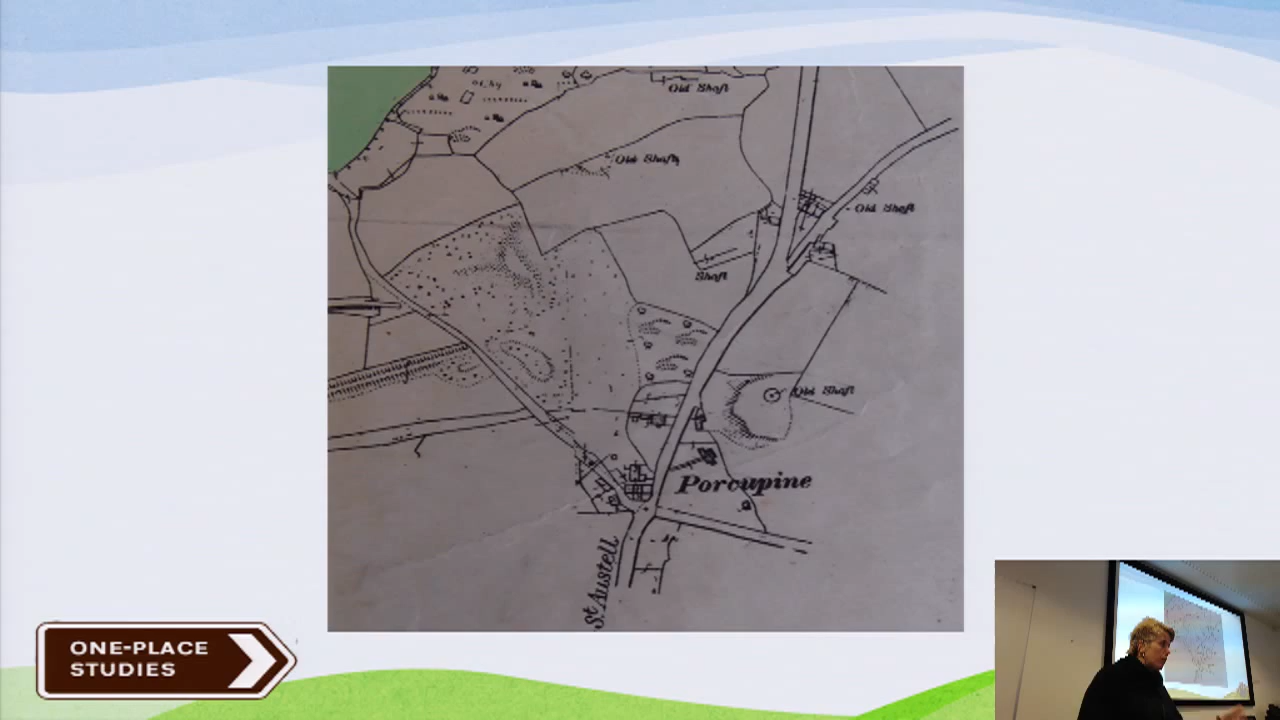 Old Shaft
Old Shaft
Old Shaft
Shaft
Old Shaft
Porcupine
St. Austell
ONE-PLACE
STUDIES